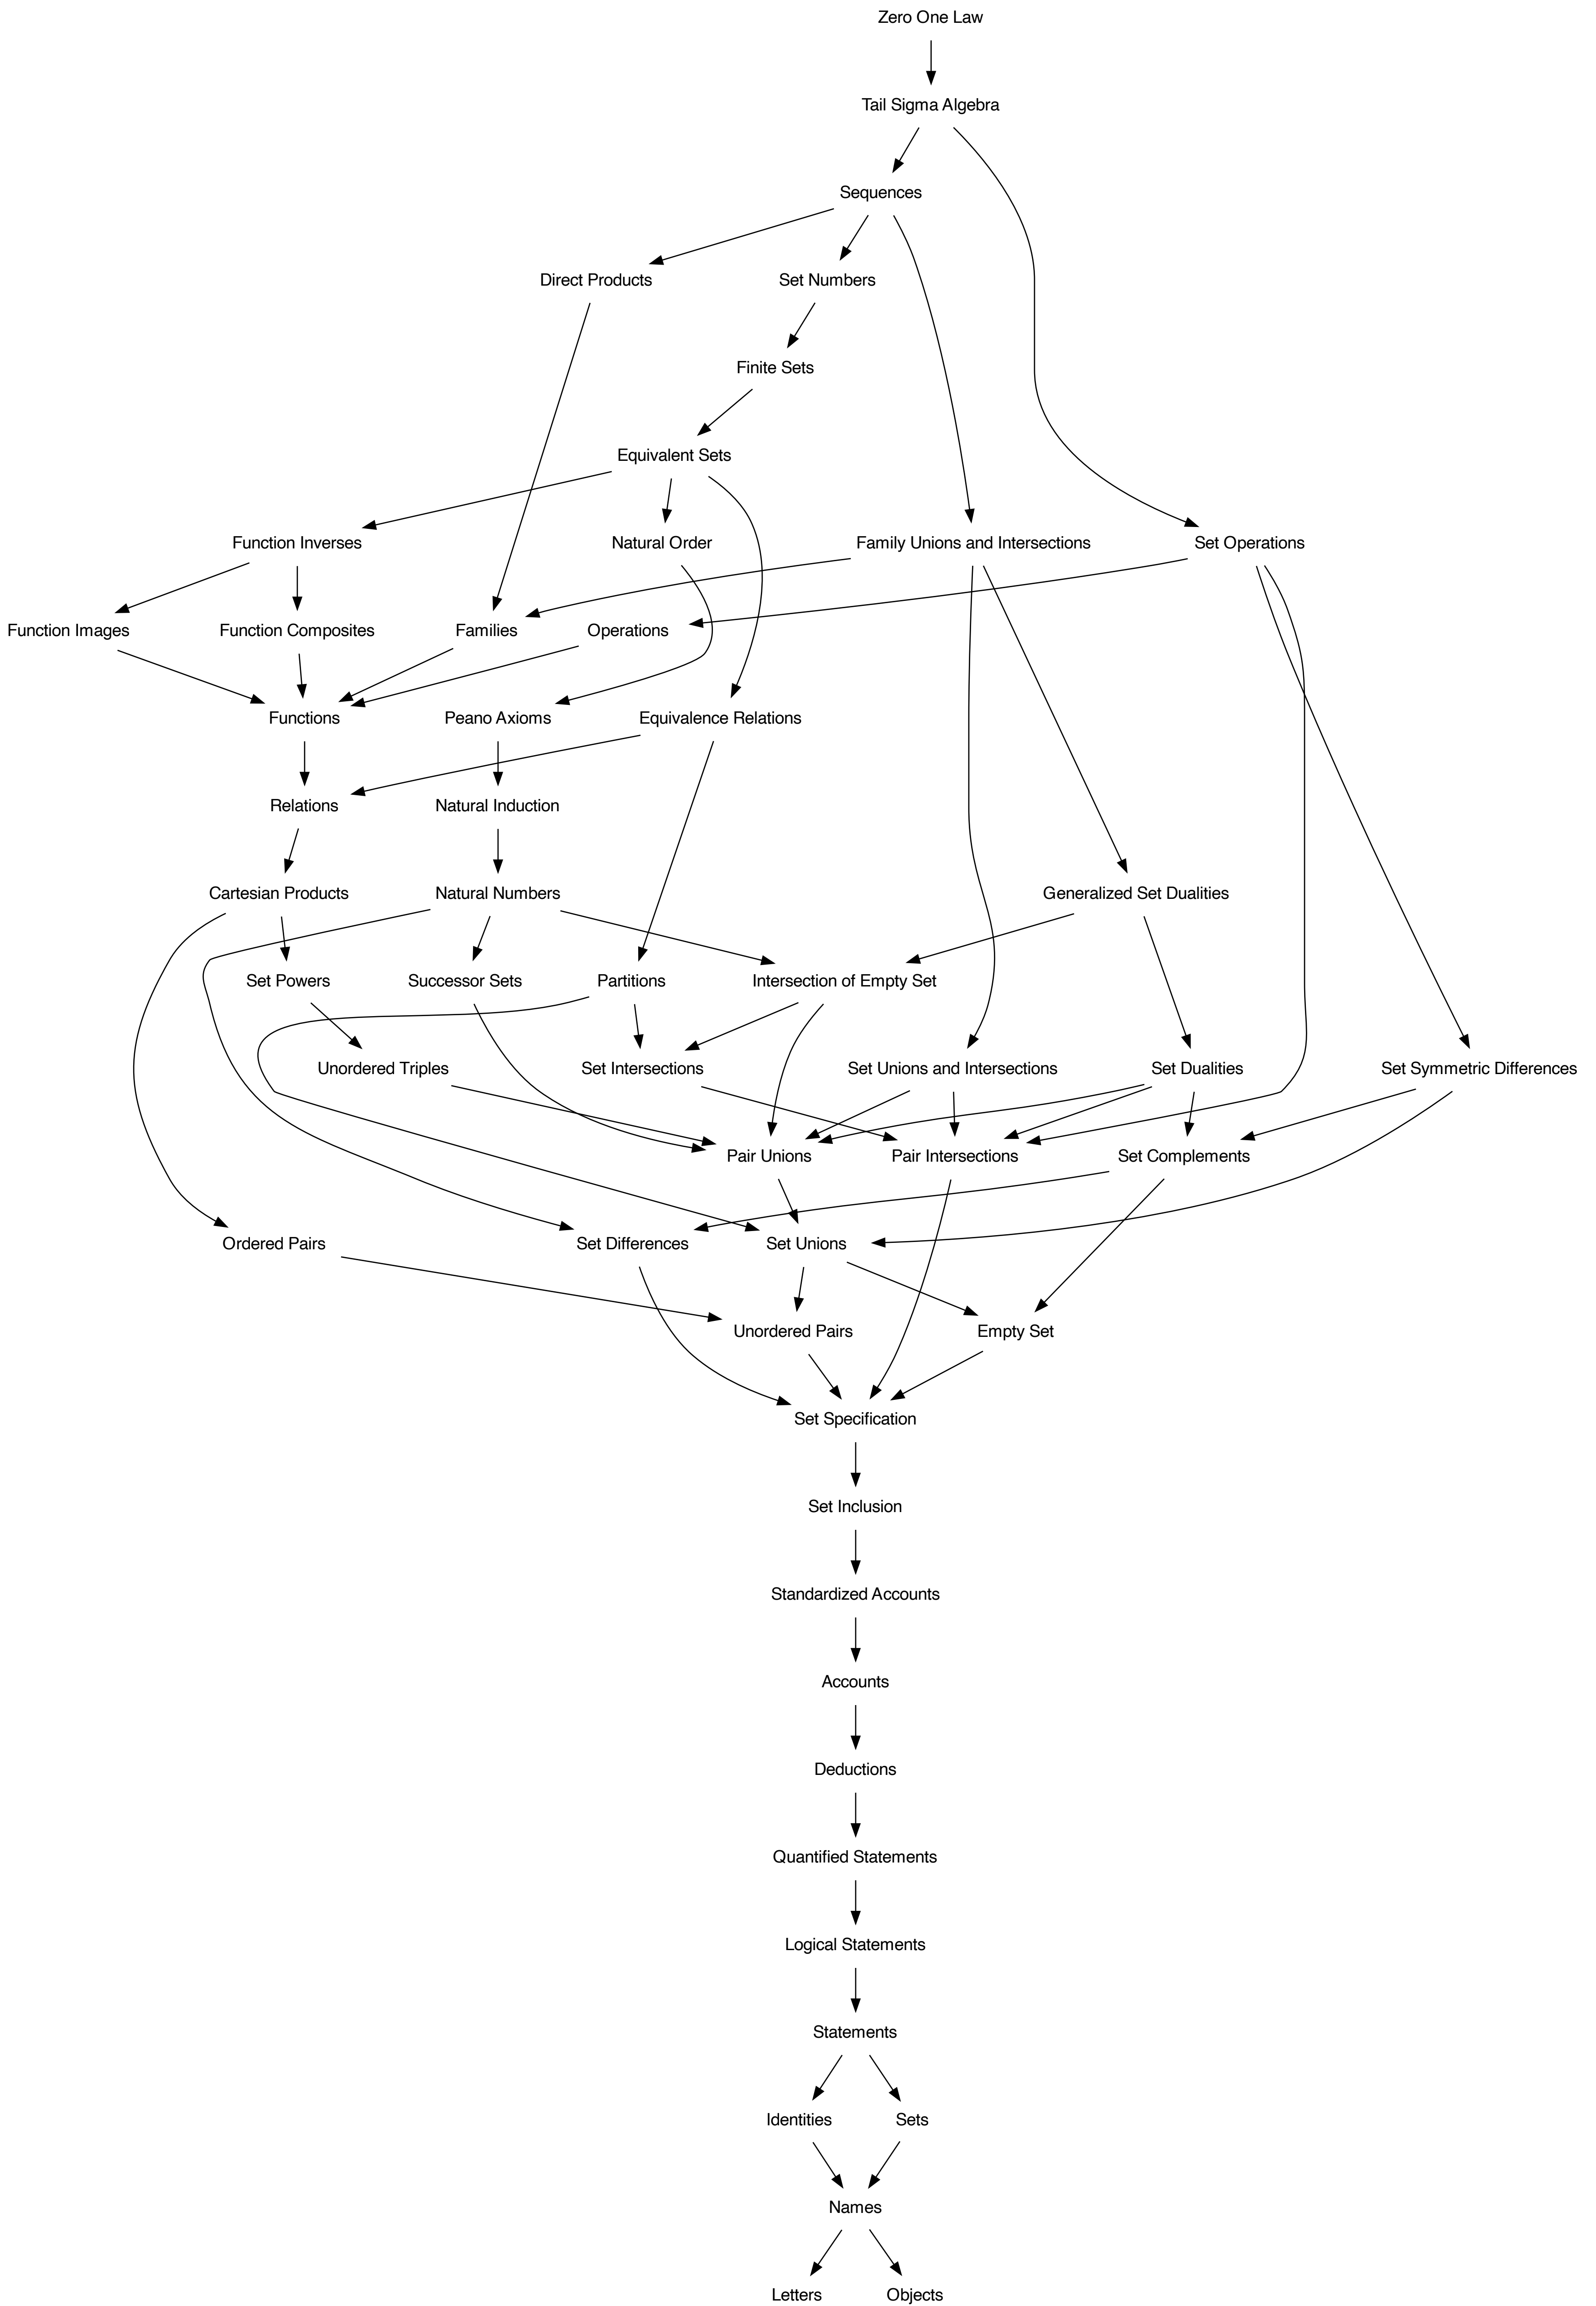 Zero One Law
Tail Sigma Algebra
Sequences
Direct Products
Set Numbers
Finite Sets
Equivalent Sets
Function Inverses
Natural Order
Family Unions and Intersections
Set Operations
Function Images
Function Composites
Families
Operations
Functions
Peano Axioms
Equivalence Relations
Relations
Natural Induction
Cartesian Products
Natural Numbers
Generalized Set Dualities
Set Powers
Successor Sets
Partitions
Intersection of Empty Set
Unordered Triples
Set Intersections
Set Unions and Intersections
Set Dualities
Set Symmetric Differences
Pair Unions
Pair Intersections
Set Complements
Ordered Pairs
Set Differences
Set Unions
Unordered Pairs
Empty Set
Set Specification
Set Inclusion
Standardized Accounts
Accounts
Deductions
Quantified Statements
Logical Statements
Statements
Identities
Sets
Names
Letters
Objects